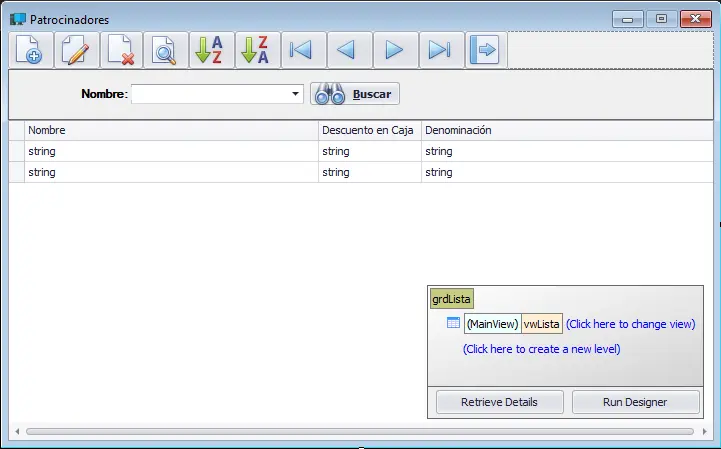 Patrocinadores
A
Z
Z
A
Nombre: Buscar
Nombre Descuento en Caja Denominación
string string string
string string string
grdLista
(MainView) vwLista (Click here to change view)
(Click here to create a new level)
Retrieve Details Run Designer